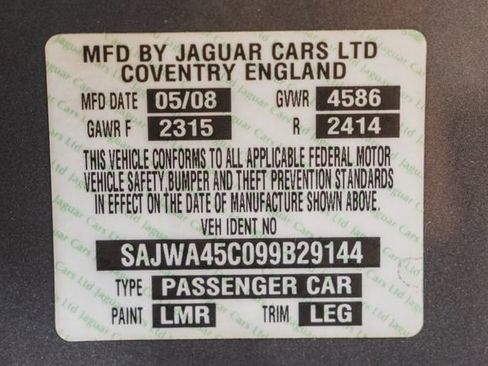 MFD BY JAGUAR CARS LTD
COVENTRY ENGLAND
MFD DATE 05/08 GVWR 4586
GAWR F 2315 R 2414
THIS VEHICLE CONFORMS TO ALL APPLICABLE FEDERAL MOTOR
VEHICLE SAFETY,BUMPER AND THEFT PREVENTION STANDARDS
IN EFFECT ON THE DATE OF MANUFACTURE SHOWN ABOVE.
VEH IDENT NO
SAJWA45C099B29144
TYPE PASSENGER CAR
PAINT LMR TRIM LEG